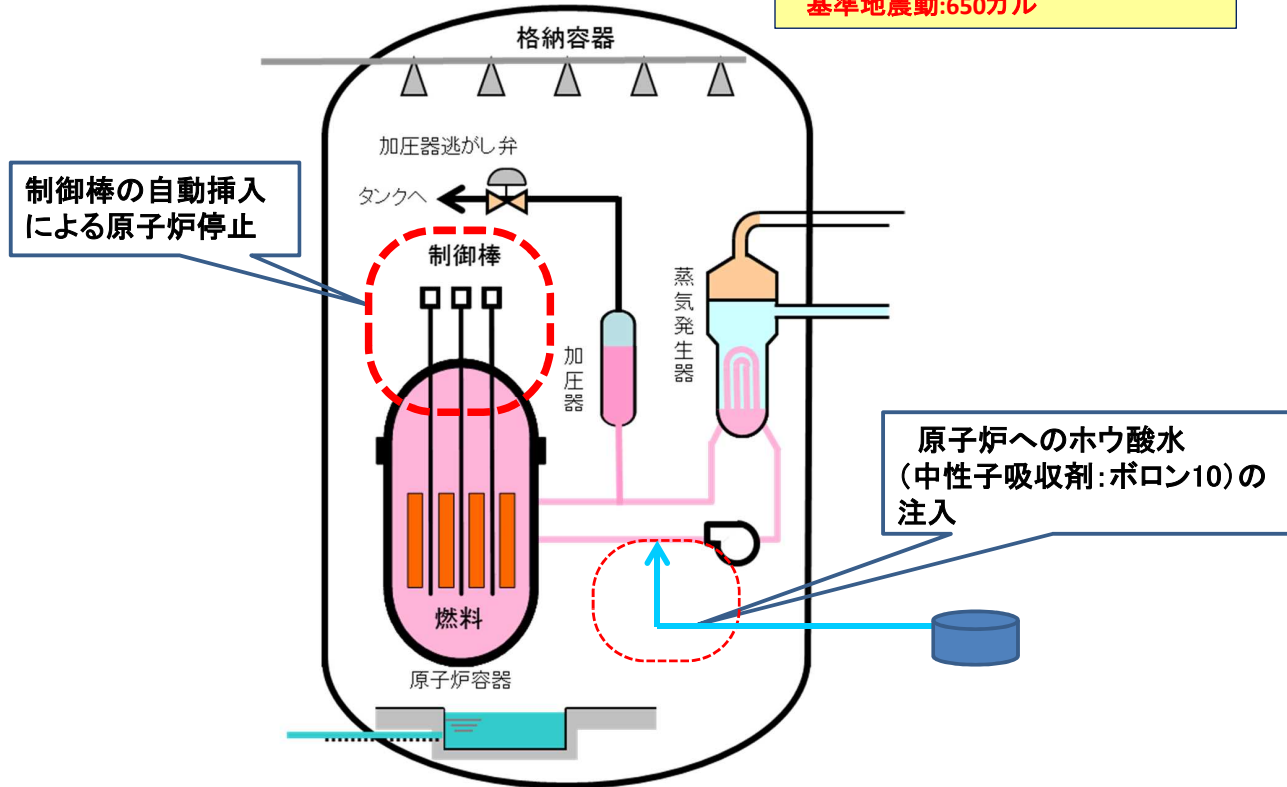 基準地震動:650ガル
格納容器
加圧器逃がし弁
タンクへ
制御棒の自動挿入
による原子炉停止
制御棒
蒸気発生器
加圧器
原子炉へのホウ酸水
(中性子吸収剤:ボロン10)の
注入
燃料
原子炉容器